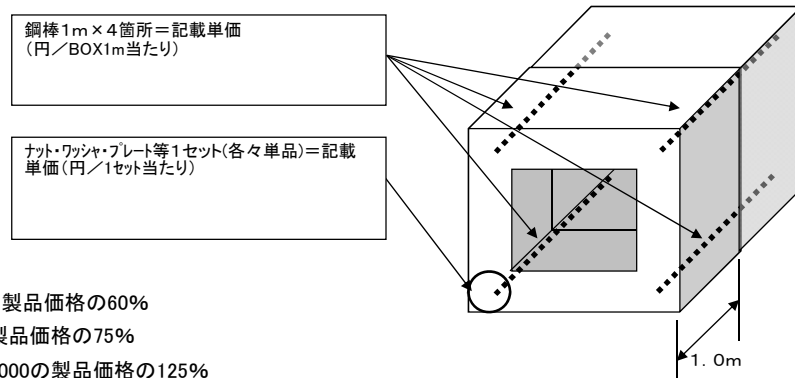 鋼棒1m×4箇所=記載単価
(円/BOX1m当たり)
ナット・ワッシャ・プレート等1セット(各々単品)=記載
単価(円/1セット当たり)
製品価格の60%
製品価格の75%
000の製品価格の125%
1.0m